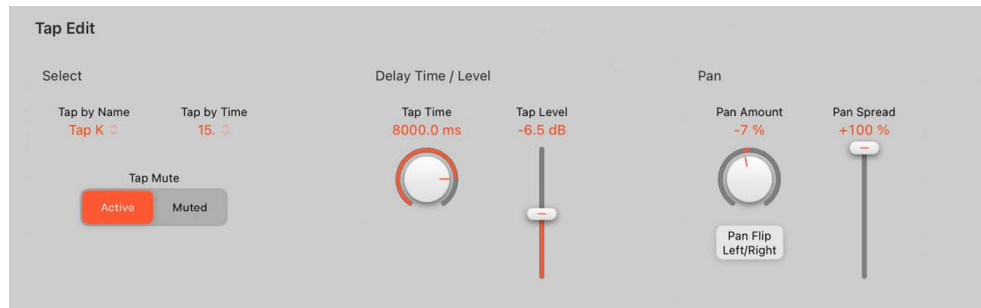 Tap Edit
Select
Delay Time / Level
Pan
Tap by Name
Tap by Time
Tap Time
Tap Level
Pan Amount
Pan Spread
Tap K
15.
8000.0 ms
-6.5 dB
-7 %
+100 %
Tap Mute
Active
Muted
Pan Flip
Left/Right